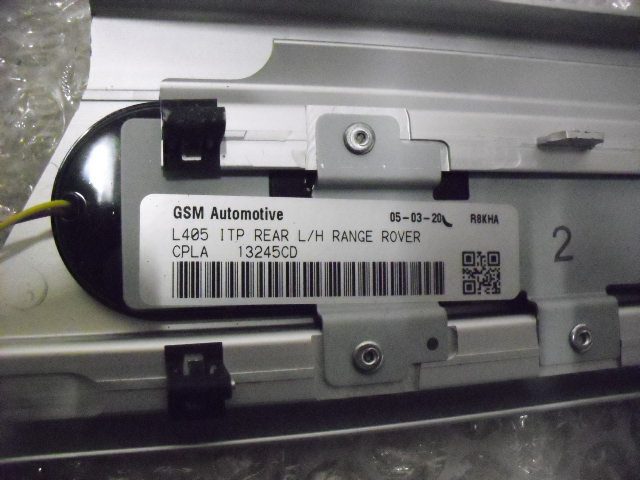 GSM Automotive 05-03-20 R8KHA
L405 ITP REAR L/H RANGE ROVER
CPLA 13245CD
2